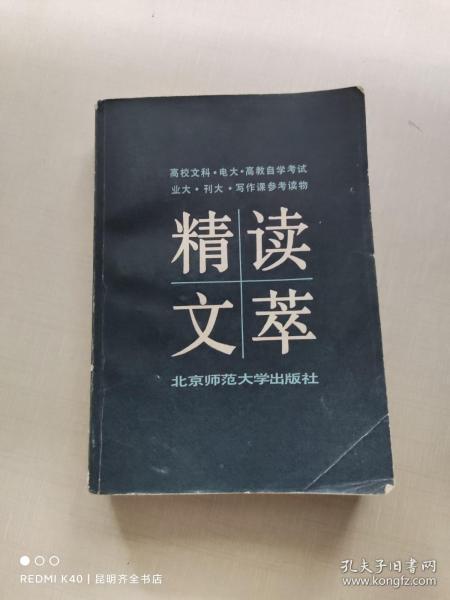 高校文科·电大·高教自学考试
业大·刊大·写作课参考读物
精读
文萃
北京师范大学出版社
REDMI K40 | 昆明齐全书店
孔夫子旧书网
www.kongfz.com